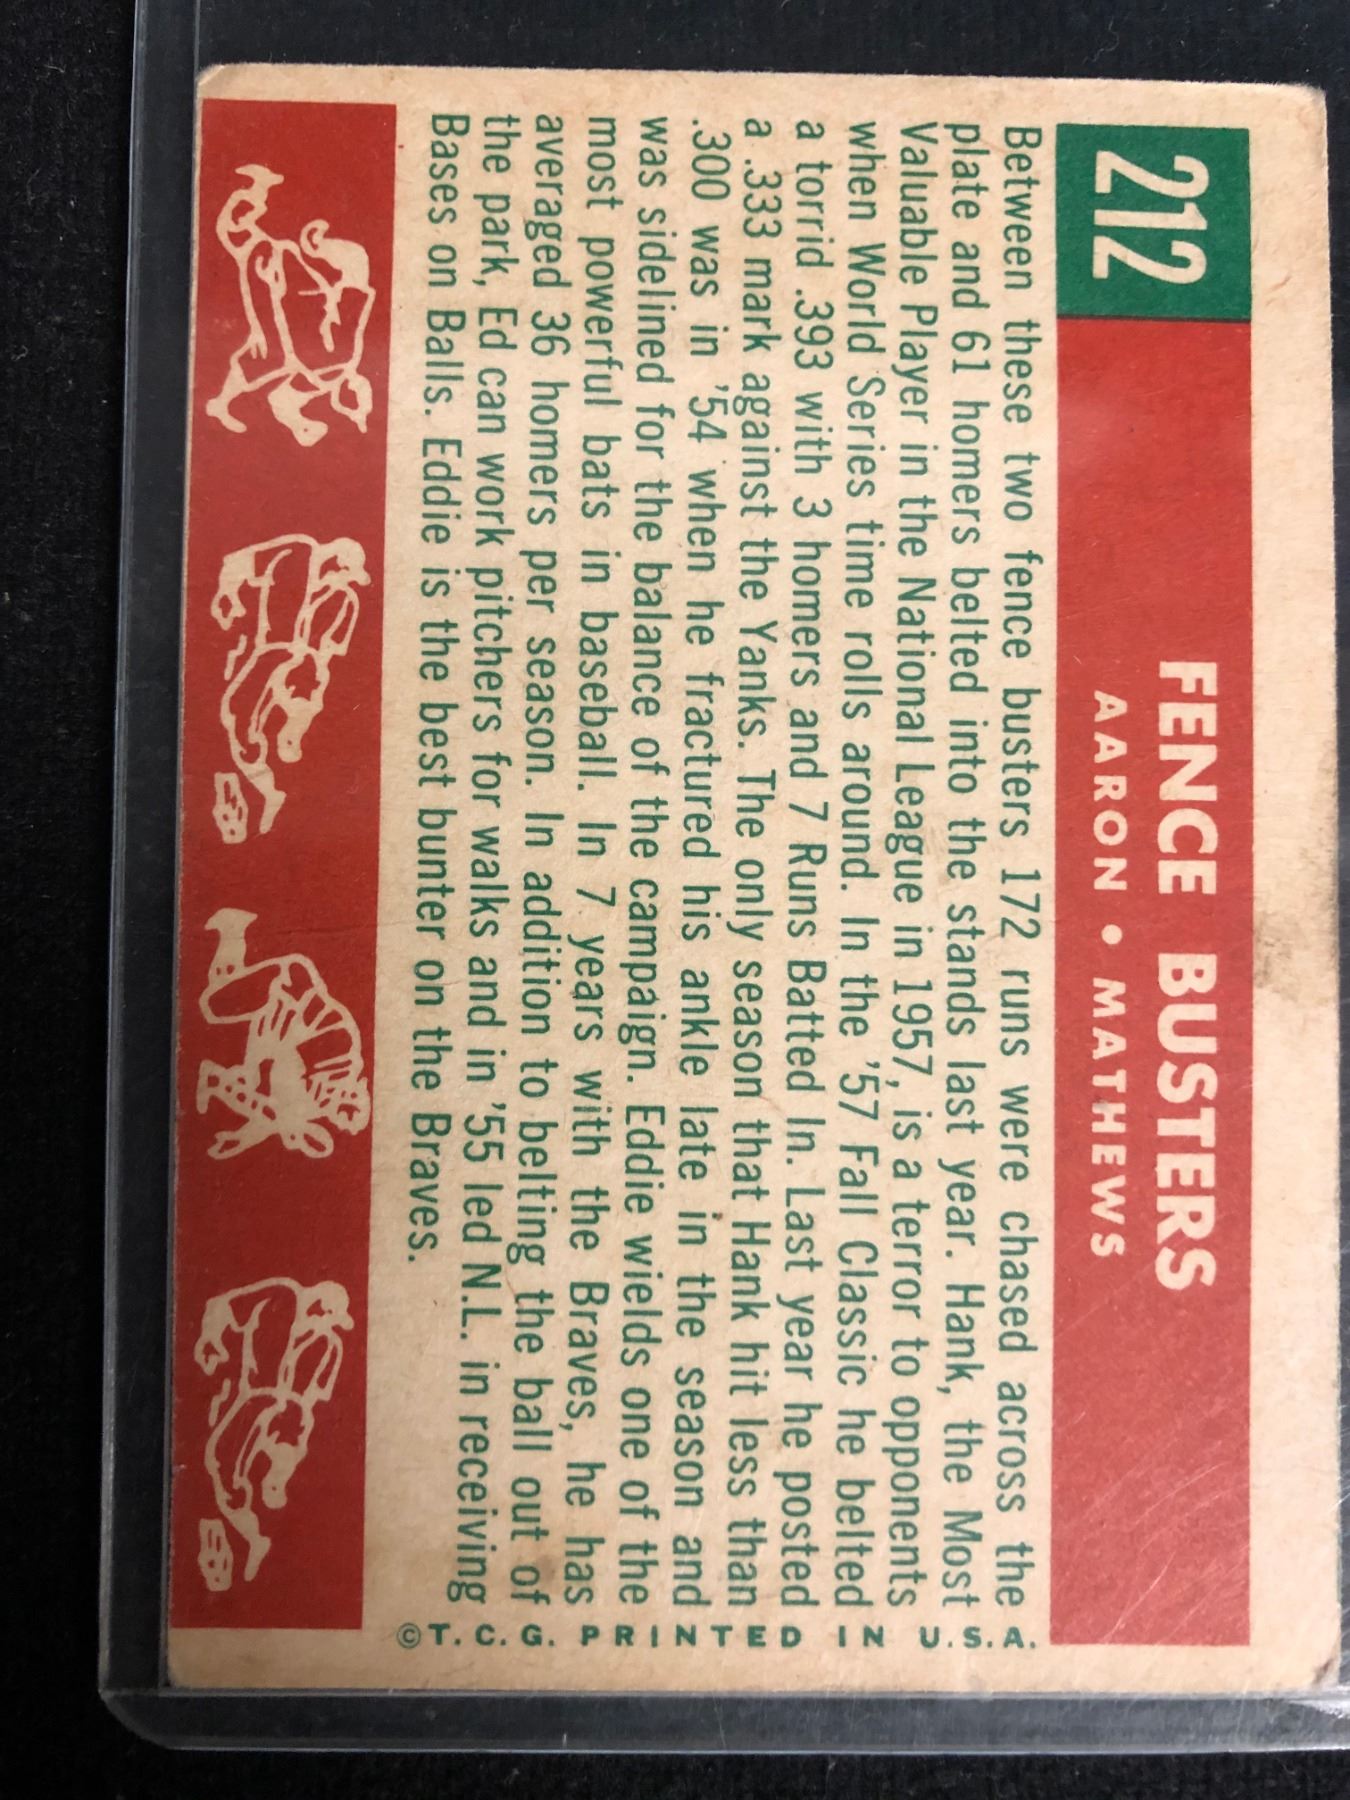 212
FENCE BUSTERS
AARON • MATHEWS
Between these two fence busters 172 runs were chased across the
plate and 61 homers belted into the stands last year. Hank, the Most
Valuable Player in the National League in 1957, is a terror to opponents
when World Series time rolls around. In the '57 Fall Classic he belted
a torrid .393 with 3 homers and 7 Runs Batted In. Last year he posted
a .333 mark against the Yanks. The only season that Hank hit less than
.300 was in '54 when he fractured his ankle late in the season and
was sidelined for the balance of the campaign. Eddie wields one of the
most powerful bats in baseball. In 7 years with the Braves, he has
averaged 36 homers per season. In addition to belting the ball out of
the park, Ed can work pitchers for walks and in '55 led N.L. in receiving
Bases on Balls. Eddie is the best bunter on the Braves.
© T. C. G. PRINTED IN U.S.A.